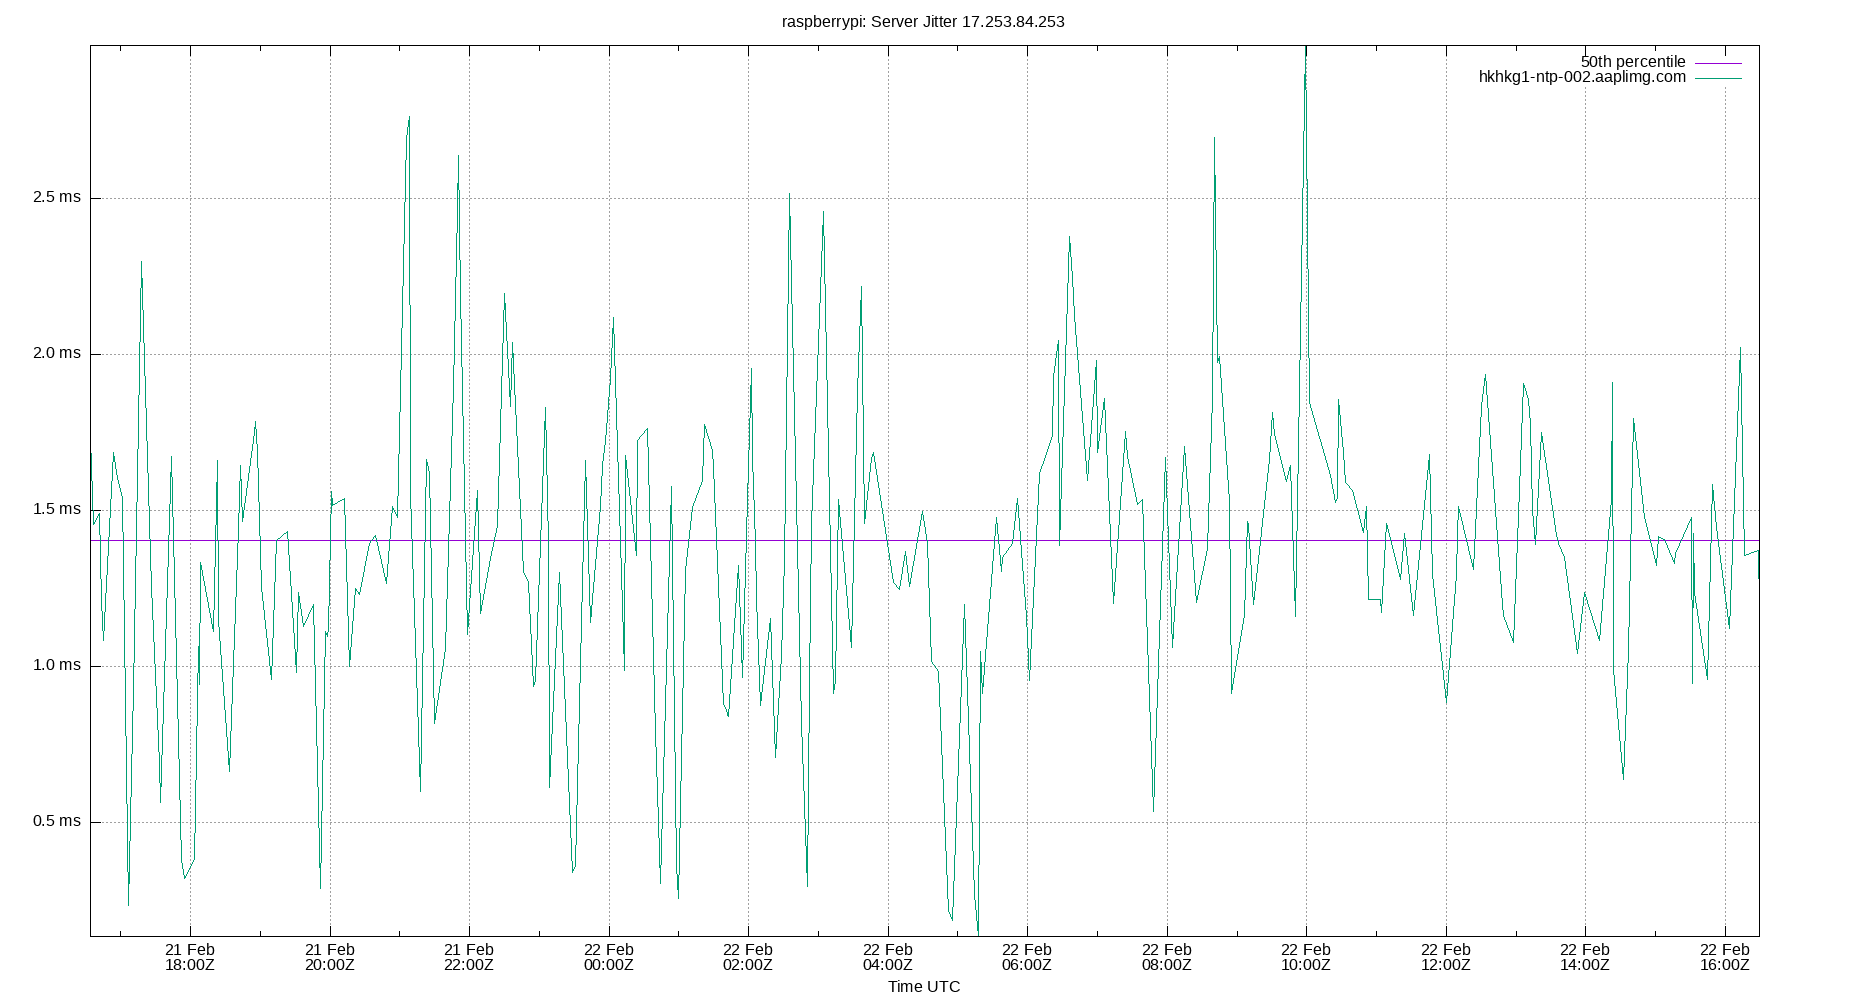 raspberrypi: Server Jitter 17.253.84.253
50th percentile
hkhkg1-ntp-002.aaplimg.com
2.5 ms
2.0 ms
1.5 ms
1.0 ms
0.5 ms
21 Feb 21 Feb 21 Feb 22 Feb 22 Feb 22 Feb 22 Feb 22 Feb 22 Feb 22 Feb 22 Feb 22 Feb
18:00Z 20:00Z 22:00Z 00:00Z 02:00Z 04:00Z 06:00Z 08:00Z 10:00Z 12:00Z 14:00Z 16:00Z
Time UTC